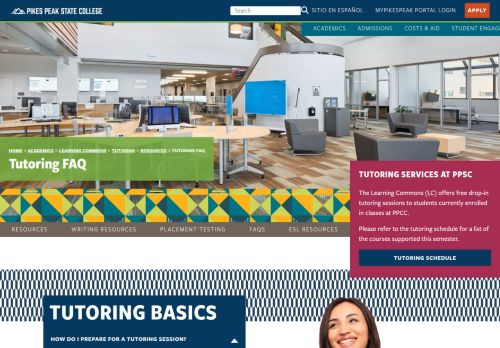 PIKES PEAK STATE COLLEGE
Search
SITIO EN ESPAÑOL
MYPIKESPEAK PORTAL LOGIN
APPLY
ACADEMICS
ADMISSIONS
COSTS & AID
STUDENT ENGAG
TECH
DESK
HOME > ACADEMICS > LEARNING COMMONS > TUTORING > RESOURCES > TUTORING FAQ
Tutoring FAQ
TUTORING SERVICES AT PPSC
The Learning Commons (LC) offers free drop-in
tutoring sessions to students currently enrolled
in classes at PPCC.
Please refer to the tutoring schedule for a list of
the courses supported this semester.
TUTORING SCHEDULE
RESOURCES
WRITING RESOURCES
PLACEMENT TESTING
FAQS
ESL RESOURCES
TUTORING BASICS
HOW DO I PREPARE FOR A TUTORING SESSION?